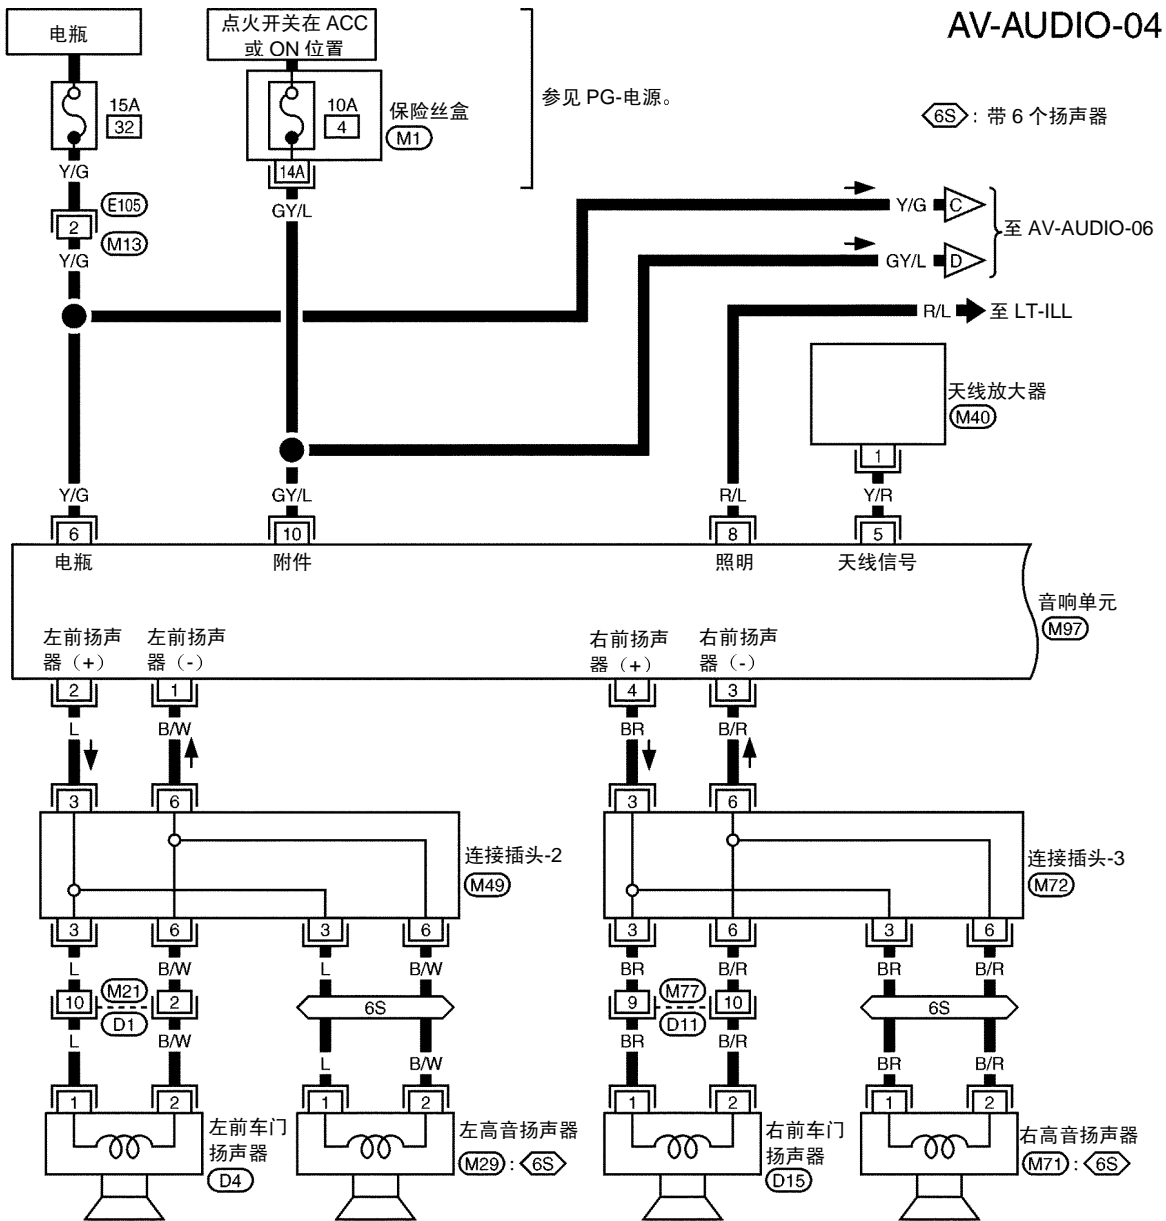 AV-AUDIO-04
电瓶
点火开关在 ACC
或 ON 位置
15A
32
10A
4
保险丝盒
M1
参见 PG-电源。
6S : 带 6 个扬声器
14A
Y/G
GY/L
E105
2
M13
Y/G
Y/G
C
GY/L
D
至 AV-AUDIO-06
R/L
至 LT-ILL
天线放大器
M40
1
Y/G
GY/L
R/L
Y/R
6
10
8
5
电瓶
附件
照明
天线信号
音响单元
M97
左前扬声
器（+）
左前扬声
器（-）
右前扬声
器（+）
右前扬声
器（-）
2
1
4
3
L
B/W
BR
B/R
3
6
3
6
连接插头-2
M49
连接插头-3
M72
3
6
3
6
3
6
3
6
L
B/W
L
B/W
BR
B/R
BR
B/R
10
M21
D1
2
6S
9
M77
D11
10
6S
L
B/W
L
B/W
BR
B/R
BR
B/R
1
2
1
2
1
2
1
2
左前车门
扬声器
D4
左高音扬声器
M29 : 6S
右前车门
扬声器
D15
右高音扬声器
M71 : 6S